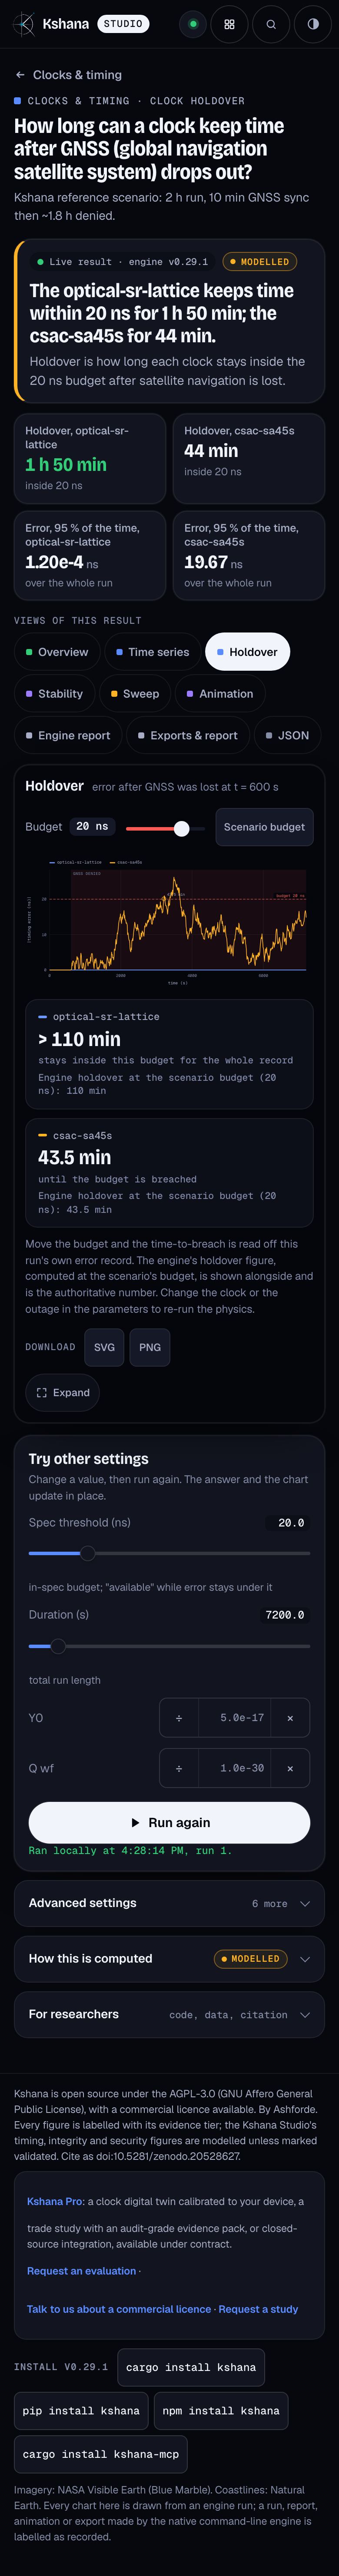 Kshana STUDIO
← Clocks & timing
CLOCKS & TIMING · CLOCK HOLDOVER
How long can a clock keep time
after GNSS (global navigation
satellite system) drops out?
Kshana reference scenario: 2 h run, 10 min GNSS sync
then ~1.8 h denied.
Live result · engine v0.29.1 MODELLED
The optical-sr-lattice keeps time
within 20 ns for 1 h 50 min; the
csac-sa45s for 44 min.
Holdover is how long each clock stays inside the
20 ns budget after satellite navigation is lost.
Holdover, optical-sr-
lattice
1 h 50 min
inside 20 ns
Holdover, csac-sa45s
44 min
inside 20 ns
Error, 95 % of the time,
optical-sr-lattice
1.20e-4 ns
over the whole run
Error, 95 % of the time,
csac-sa45s
19.67 ns
over the whole run
VIEWS OF THIS RESULT
Overview Time series Holdover
Stability Sweep Animation
Engine report Exports & report JSON
Holdover error after GNSS was lost at t = 600 s
Budget 20 ns Scenario budget
optical-sr-lattice csac-sa45s
GNSS DENIED
budget 20 ns
|timing error (ns)|
20
10
0
0 2000 4000 6000
time (s)
optical-sr-lattice
> 110 min
stays inside this budget for the whole record
Engine holdover at the scenario budget (20
ns): 110 min
csac-sa45s
43.5 min
until the budget is breached
Engine holdover at the scenario budget (20
ns): 43.5 min
Move the budget and the time-to-breach is read off this
run's own error record. The engine's holdover figure,
computed at the scenario's budget, is shown alongside and
is the authoritative number. Change the clock or the
outage in the parameters to re-run the physics.
DOWNLOAD SVG PNG
Expand
Try other settings
Change a value, then run again. The answer and the chart
update in place.
Spec threshold (ns) 20.0
in-spec budget; "available" while error stays under it
Duration (s) 7200.0
total run length
Y0 ÷ 5.0e-17 ×
Q wf ÷ 1.0e-30 ×
Run again
Ran locally at 4:28:14 PM, run 1.
Advanced settings 6 more
How this is computed MODELLED
For researchers code, data, citation
Kshana is open source under the AGPL-3.0 (GNU Affero General
Public License), with a commercial licence available. By Ashforde.
Every figure is labelled with its evidence tier; the Kshana Studio's
timing, integrity and security figures are modelled unless marked
validated. Cite as doi:10.5281/zenodo.20528627.
Kshana Pro: a clock digital twin calibrated to your device, a
trade study with an audit-grade evidence pack, or closed-
source integration, available under contract.
Request an evaluation ·
Talk to us about a commercial licence · Request a study
INSTALL V0.29.1 cargo install kshana
pip install kshana npm install kshana
cargo install kshana-mcp
Imagery: NASA Visible Earth (Blue Marble). Coastlines: Natural
Earth. Every chart here is drawn from an engine run; a run, report,
animation or export made by the native command-line engine is
labelled as recorded.